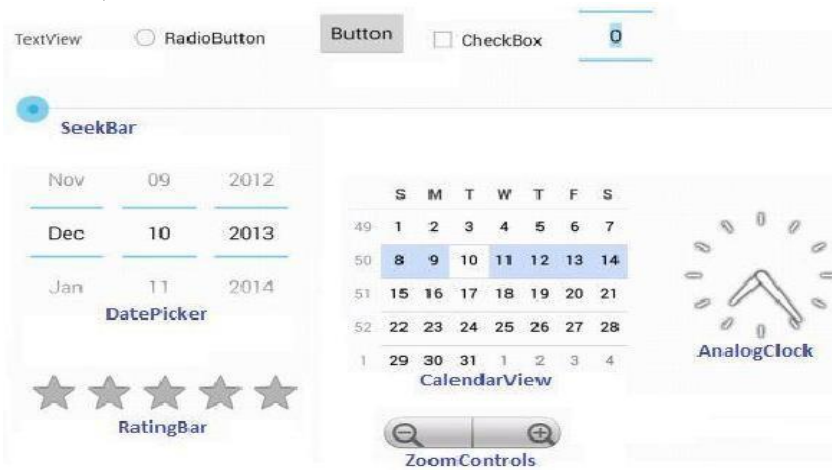 TextView RadioButton Button CheckBox 0
SeekBar
Nov 09 2012
Dec 10 2013
Jan 11 2014
DatePicker
S M T W T F S
49 1 2 3 4 5 6 7
50 8 9 10 11 12 13 14
51 15 16 17 18 19 20 21
52 22 23 24 25 26 27 28
1 29 30 31 1 2 3 4
CalendarView
0 0
AnalogClock
RatingBar
ZoomControls